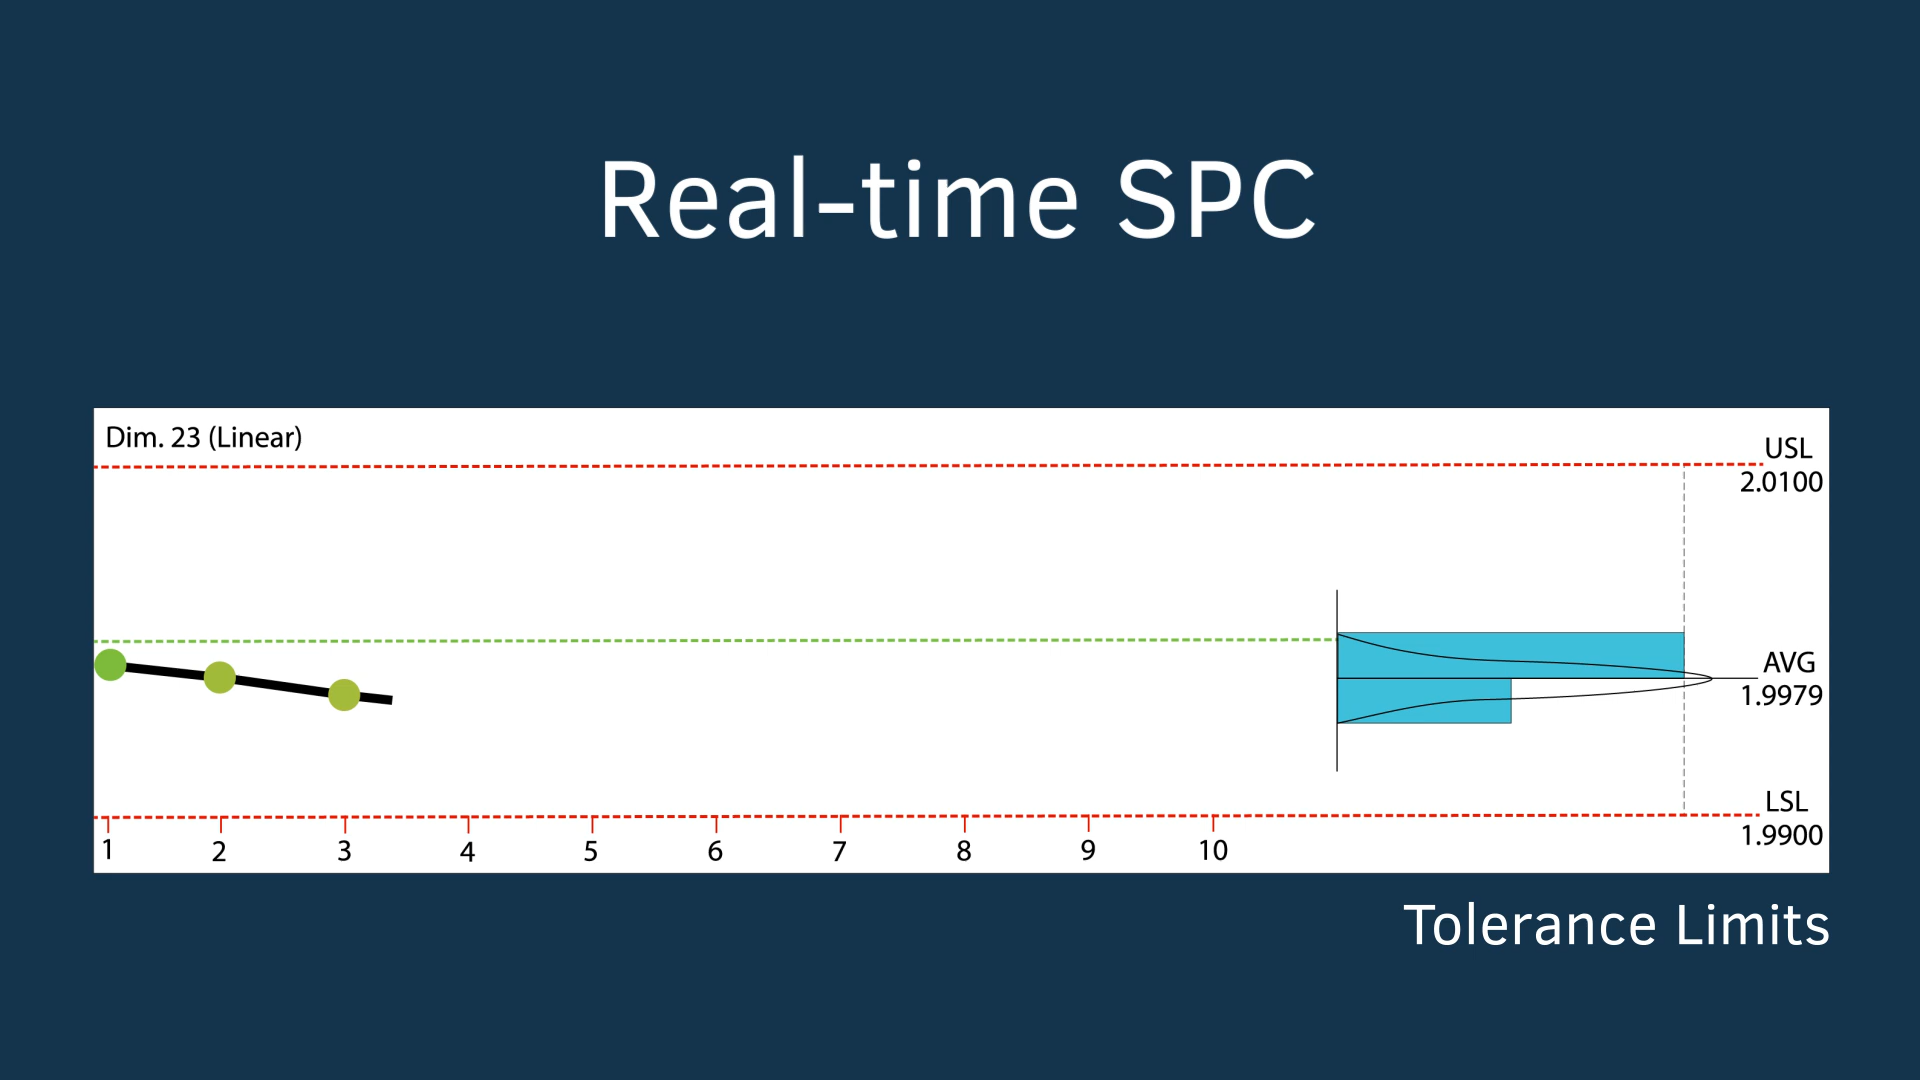 Real-time SPC
Dim. 23 (Linear)
USL
2.0100
AVG
1.9979
LSL
1.9900
1 2 3 4 5 6 7 8 9 10
Tolerance Limits